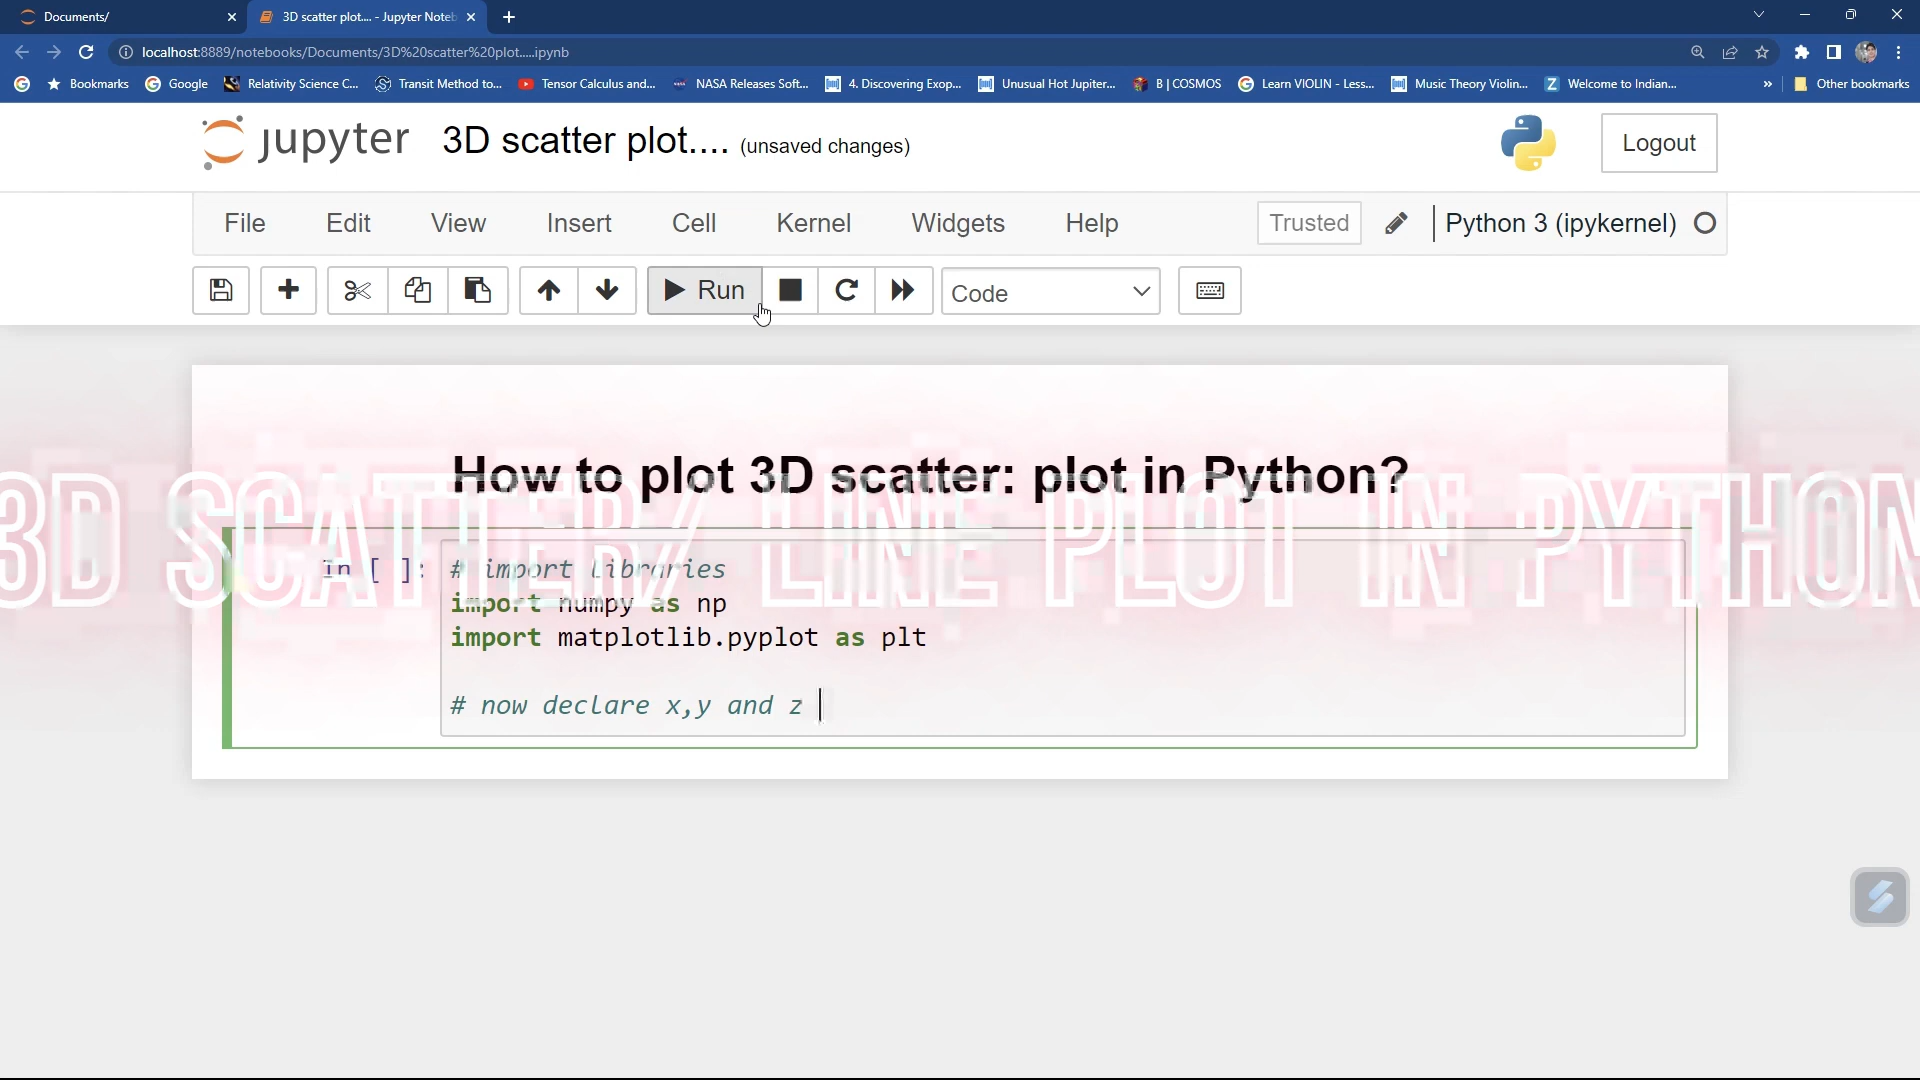 Documents/
3D scatter plot.... - Jupyter Noteb
localhost:8889/notebooks/Documents/3D%20scatter%20plot.....ipynb
Bookmarks Google Relativity Science C... Transit Method to... Tensor Calculus and... NASA Releases Soft... 4. Discovering Exop... Unusual Hot Jupiter... B | COSMOS Learn VIOLIN - Less... Music Theory Violin... Welcome to Indian... » Other bookmarks
jupyter 3D scatter plot.... (unsaved changes) Logout
File Edit View Insert Cell Kernel Widgets Help Trusted Python 3 (ipykernel)
Run Code
How to plot 3D scatter: plot in Python?
3D SCATTER/ LINE PLOT IN PYTHON
In [ ]: # import libraries
import numpy as np
import matplotlib.pyplot as plt
# now declare x,y and z